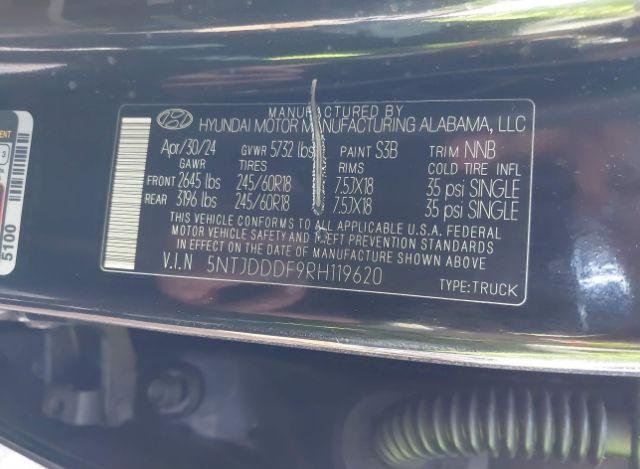 MANUFACTURED BY
HYUNDAI MOTOR MANUFACTURING ALABAMA, LLC
Apr/30/24 GVWR 5732 lbs PAINT S3B TRIM NNB
GAWR TIRES RIMS COLD TIRE INFL
FRONT 2645 lbs 245/60R18 7.5JX18 35 psi SINGLE
REAR 3196 lbs 245/60R18 7.5JX18 35 psi SINGLE
THIS VEHICLE CONFORMS TO ALL APPLICABLE U.S.A. FEDERAL
MOTOR VEHICLE SAFETY AND THEFT PREVENTION STANDARDS
IN EFFECT ON THE DATE OF MANUFACTURE SHOWN ABOVE.
V.I.N 5NTJDDDF9RH119620
TYPE:TRUCK
5100